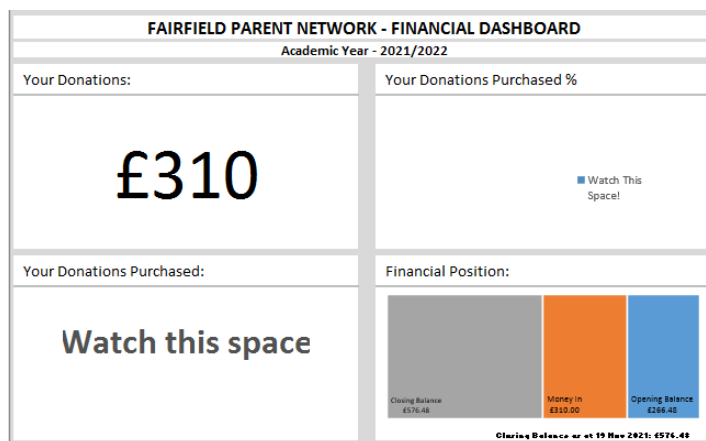 FAIRFIELD PARENT NETWORK - FINANCIAL DASHBOARD
Academic Year - 2021/2022
Your Donations:
£310
Your Donations Purchased %
Watch This
Space!
Your Donations Purchased:
Watch this space
Financial Position:
Closing Balance
£576.48
Money In
£310.00
Opening Balance
£266.48
Closing Balance as at 19 Nov 2021: £576.48